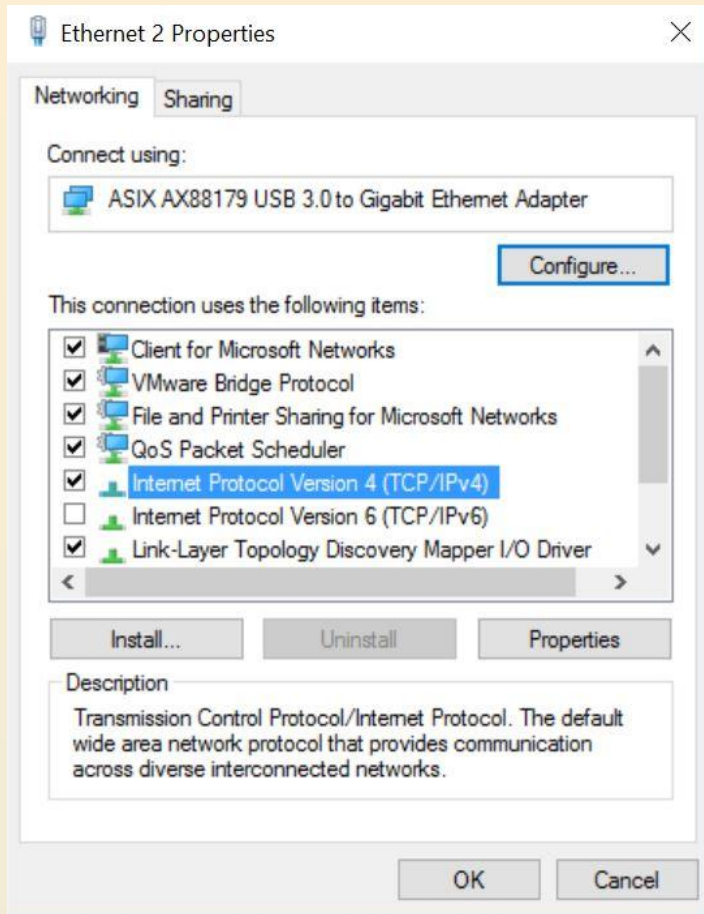 Ethernet 2 Properties
Networking
Sharing
Connect using:
ASIX AX88179 USB 3.0 to Gigabit Ethernet Adapter
Configure...
This connection uses the following items:
Client for Microsoft Networks
VMware Bridge Protocol
File and Printer Sharing for Microsoft Networks
QoS Packet Scheduler
Internet Protocol Version 4 (TCP/IPv4)
Internet Protocol Version 6 (TCP/IPv6)
Link-Layer Topology Discovery Mapper I/O Driver
Install...
Uninstall
Properties
Description
Transmission Control Protocol/Internet Protocol. The default
wide area network protocol that provides communication
across diverse interconnected networks.
OK
Cancel